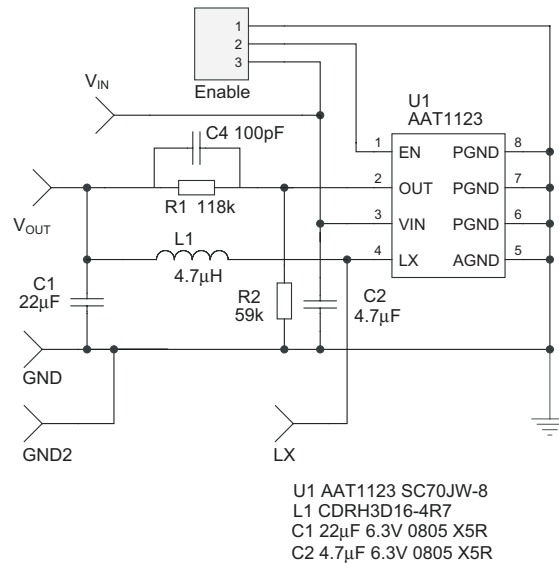 1
2
3
Enable
V_IN
U1
AAT1123
C4 100pF
1 EN PGND 8
2 OUT PGND 7
3 VIN PGND 6
4 LX AGND 5
R1 118k
V_OUT
L1
4.7μH
C1
22μF
R2
59k
C2
4.7μF
GND
GND2
LX
U1 AAT1123 SC70JW-8
L1 CDRH3D16-4R7
C1 22μF 6.3V 0805 X5R
C2 4.7μF 6.3V 0805 X5R